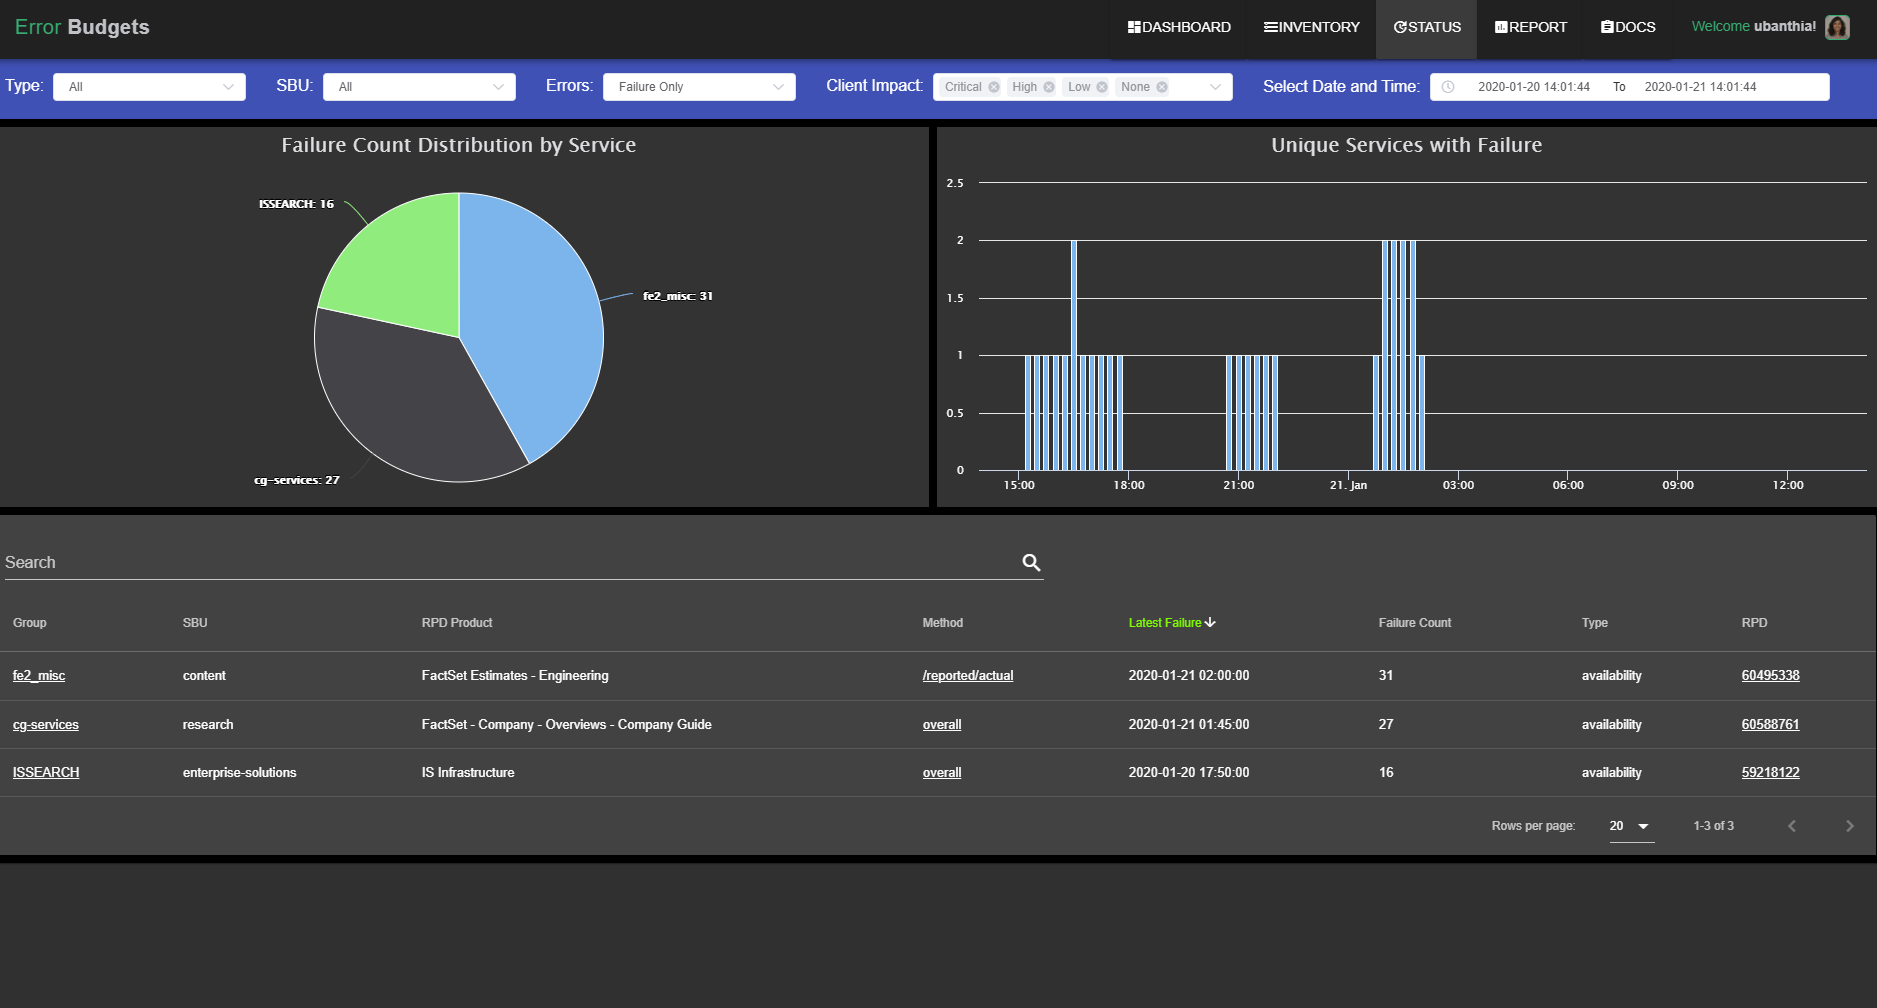 Error Budgets
DASHBOARD INVENTORY STATUS REPORT DOCS Welcome ubanthia!
Type: All SBU: All Errors: Failure Only Client Impact: Critical High Low None Select Date and Time: 2020-01-20 14:01:44 To 2020-01-21 14:01:44
Failure Count Distribution by Service
ISSEARCH: 16
fe2_misc: 31
cg-services: 27
Unique Services with Failure
2.5
2
1.5
1
0.5
0
15:00 18:00 21:00 21. Jan 03:00 06:00 09:00 12:00
Search
Group SBU RPD Product Method Latest Failure Failure Count Type RPD
fe2_misc content FactSet Estimates - Engineering /reported/actual 2020-01-21 02:00:00 31 availability 60495338
cg-services research FactSet - Company - Overviews - Company Guide overall 2020-01-21 01:45:00 27 availability 60588761
ISSEARCH enterprise-solutions IS Infrastructure overall 2020-01-20 17:50:00 16 availability 59218122
Rows per page: 20 1-3 of 3